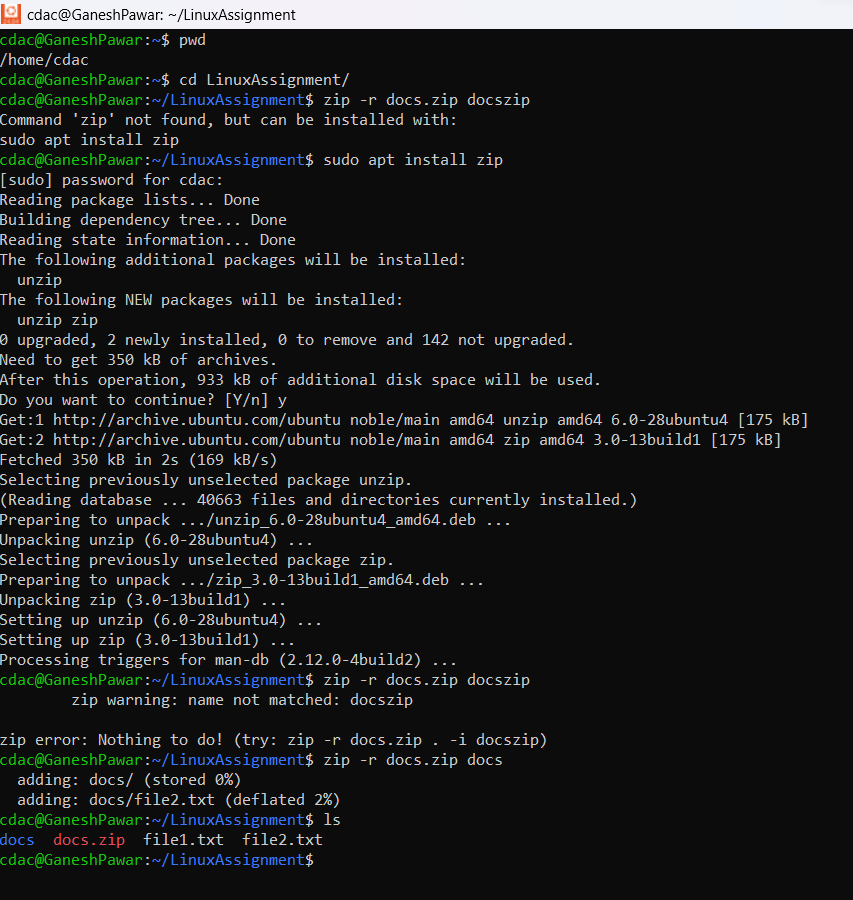 cdac@GaneshPawar: ~/LinuxAssignment
cdac@GaneshPawar:~$ pwd
/home/cdac
cdac@GaneshPawar:~$ cd LinuxAssignment/
cdac@GaneshPawar:~/LinuxAssignment$ zip -r docs.zip docszip
Command 'zip' not found, but can be installed with:
sudo apt install zip
cdac@GaneshPawar:~/LinuxAssignment$ sudo apt install zip
[sudo] password for cdac:
Reading package lists... Done
Building dependency tree... Done
Reading state information... Done
The following additional packages will be installed:
  unzip
The following NEW packages will be installed:
  unzip zip
0 upgraded, 2 newly installed, 0 to remove and 142 not upgraded.
Need to get 350 kB of archives.
After this operation, 933 kB of additional disk space will be used.
Do you want to continue? [Y/n] y
Get:1 http://archive.ubuntu.com/ubuntu noble/main amd64 unzip amd64 6.0-28ubuntu4 [175 kB]
Get:2 http://archive.ubuntu.com/ubuntu noble/main amd64 zip amd64 3.0-13build1 [175 kB]
Fetched 350 kB in 2s (169 kB/s)
Selecting previously unselected package unzip.
(Reading database ... 40663 files and directories currently installed.)
Preparing to unpack .../unzip_6.0-28ubuntu4_amd64.deb ...
Unpacking unzip (6.0-28ubuntu4) ...
Selecting previously unselected package zip.
Preparing to unpack .../zip_3.0-13build1_amd64.deb ...
Unpacking zip (3.0-13build1) ...
Setting up unzip (6.0-28ubuntu4) ...
Setting up zip (3.0-13build1) ...
Processing triggers for man-db (2.12.0-4build2) ...
cdac@GaneshPawar:~/LinuxAssignment$ zip -r docs.zip docszip
        zip warning: name not matched: docszip

zip error: Nothing to do! (try: zip -r docs.zip . -i docszip)
cdac@GaneshPawar:~/LinuxAssignment$ zip -r docs.zip docs
  adding: docs/ (stored 0%)
  adding: docs/file2.txt (deflated 2%)
cdac@GaneshPawar:~/LinuxAssignment$ ls
docs  docs.zip  file1.txt  file2.txt
cdac@GaneshPawar:~/LinuxAssignment$